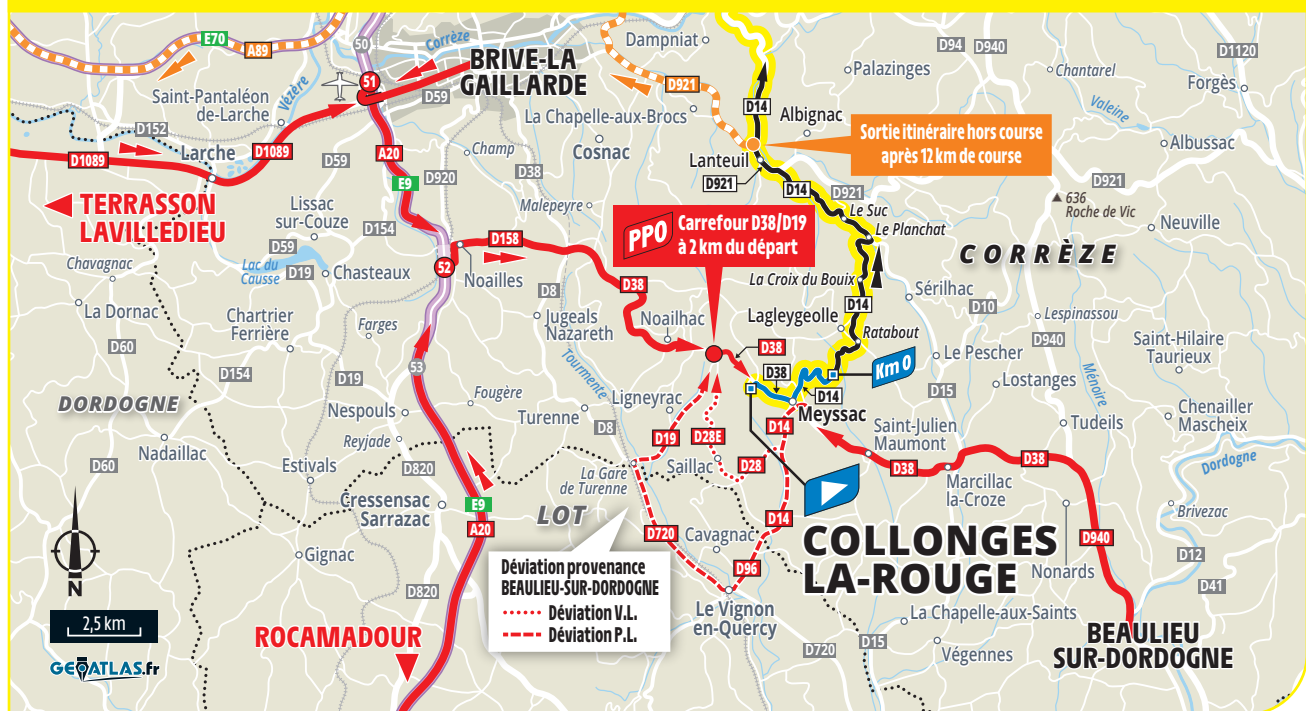 E70
A89
50
Corrèze
Dampniat
D94
D940
D1120
BRIVE-LA
GAILLARDE
51
D921
Palazinges
Chantarel
Forgès
Saint-Pantaléon
de-Larche
Vézère
D59
La Chapelle-aux-Brocs
D14
Albignac
Valeine
D152
D1089
Larche
D1089
D59
A20
Champ
Cosnac
Sortie itinéraire hors course
après 12 km de course
Albussac
Lanteuil
D921
D14
D921
D921
E9
D920
D38
Malepeyre
TERRASSON
LAVILLEDIEU
Lissac
sur-Couze
D154
PPO
Carrefour D38/D19
à 2 km du départ
Le Suc
Le Planchat
636
Roche de Vic
Neuville
Chavagnac
D59
Lac du
Causse
D19
Chasteaux
52
D158
Noailles
CORRÈZE
La Croix du Bouix
D38
D8
Sérilhac
La Dornac
Chartrier
Ferrière
Farges
Jugeals
Nazareth
Noailhac
D14
Lagleygeolle
D10
Lespinassou
D60
Ratabout
D940
Saint-Hilaire
Taurieux
53
D38
D38
Km 0
Le Pescher
D154
D19
Tourmente
D14
D15
Lostanges
Ménoire
DORDOGNE
Nespouls
Fougère
Turenne
Ligneyrac
Meyssac
Chenailler
Mascheix
Reyjade
D8
D19
D28E
D14
Saint-Julien
Maumont
Tudeils
Nadaillac
D60
Estivals
D820
La Gare
de Turenne
Saillac
D28
D38
D38
Dordogne
Marcillac
la-Croze
Cressensac
Sarrazac
E9
A20
LOT
D720
D14
Brivezac
Gignac
Cavagnac
COLLONGES
LA-ROUGE
D940
Nonards
D12
D41
D820
Déviation provenance
BEAULIEU-SUR-DORDOGNE
Déviation V.L.
Déviation P.L.
D96
Le Vignon
en-Quercy
N
2,5 km
GEOATLAS.fr
ROCAMADOUR
La Chapelle-aux-Saints
D15
D720
Végennes
BEAULIEU
SUR-DORDOGNE